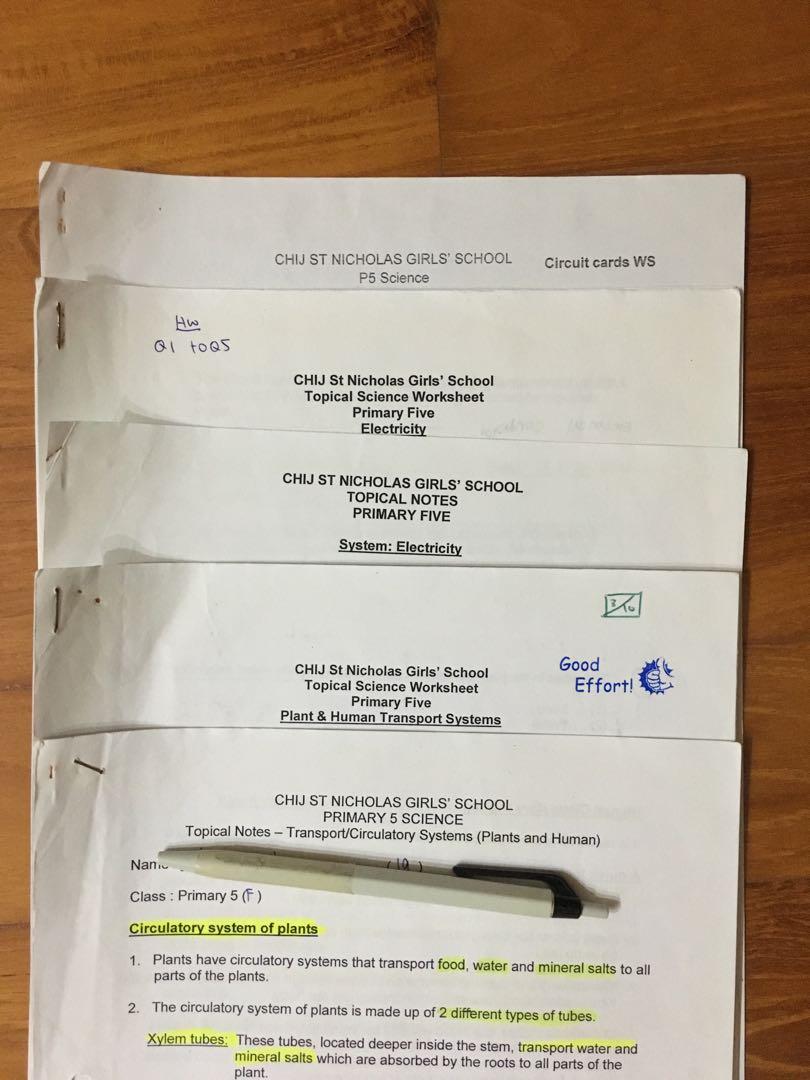 CHIJ ST NICHOLAS GIRLS' SCHOOL
Circuit cards WS
P5 Science
HW
Q1 to Q5
CHIJ St Nicholas Girls' School
Topical Science Worksheet
Primary Five
Electricity
CHIJ ST NICHOLAS GIRLS' SCHOOL
TOPICAL NOTES
PRIMARY FIVE
System: Electricity
Good
Effort!
CHIJ St Nicholas Girls' School
Topical Science Worksheet
Primary Five
Plant & Human Transport Systems
CHIJ ST NICHOLAS GIRLS' SCHOOL
PRIMARY 5 SCIENCE
Topical Notes – Transport/Circulatory Systems (Plants and Human)
Class : Primary 5 (F)
Circulatory system of plants
1. Plants have circulatory systems that transport food, water and mineral salts to all
parts of the plants.
2. The circulatory system of plants is made up of 2 different types of tubes.
Xylem tubes: These tubes, located deeper inside the stem, transport water and
mineral salts which are absorbed by the roots to all parts of the
plant.